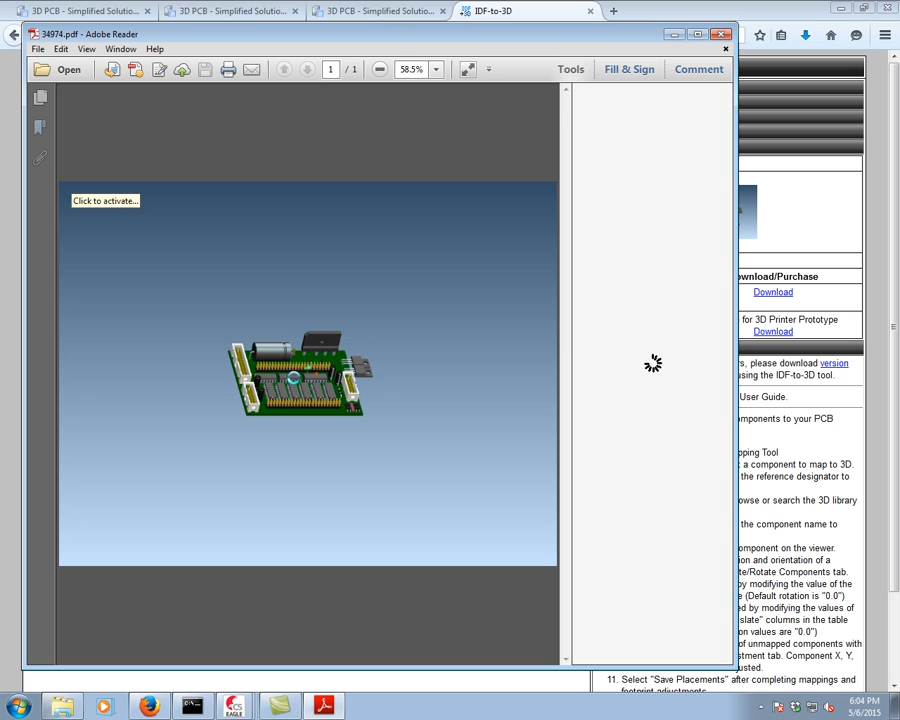 3D PCB - Simplified Solutio...
3D PCB - Simplified Solutio...
3D PCB - Simplified Solutio...
IDF-to-3D
34974.pdf - Adobe Reader
File Edit View Window Help
Open
1 / 1
58.5%
Tools
Fill & Sign
Comment
Click to activate...
ownload/Purchase
Download
for 3D Printer Prototype
Download
rs, please download version
using the IDF-to-3D tool.
User Guide.
omponents to your PCB
pping Tool
t a component to map to 3D.
the reference designator to
owse or search the 3D library
the component name to
omponent on the viewer.
ion and orientation of a
te/Rotate Components tab.
by modifying the value of the
e (Default rotation is "0.0")
ed by modifying the values of
slate" columns in the table
on values are "0.0")
of unmapped components with
stment tab. Component X, Y,
usted.
11. Select "Save Placements" after completing mappings and
footprint adjustments.
CS
EAGLE
6:04 PM
5/6/2015